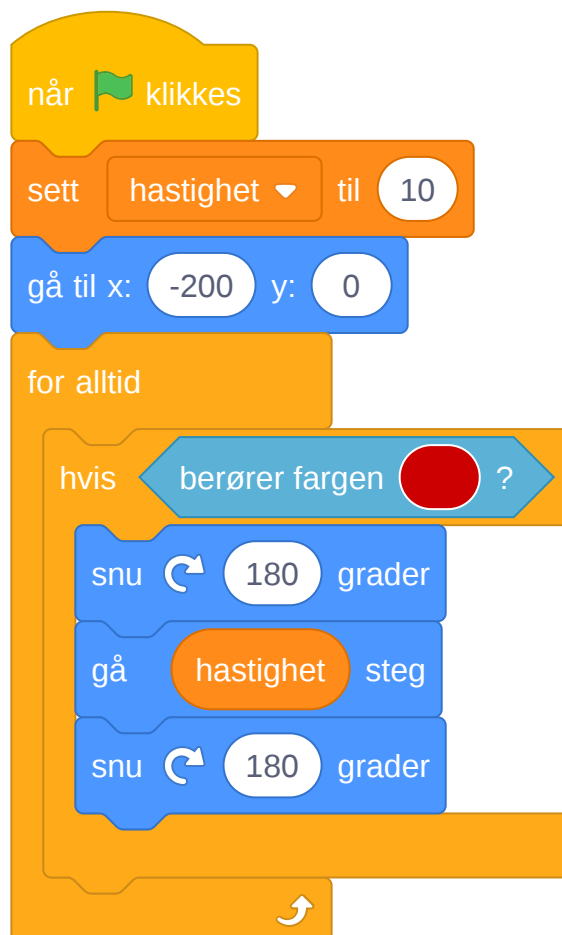 når klikkes
sett hastighet til 10
gå til x: -200 y: 0
for alltid
hvis berører fargen ?
snu 180 grader
gå hastighet steg
snu 180 grader